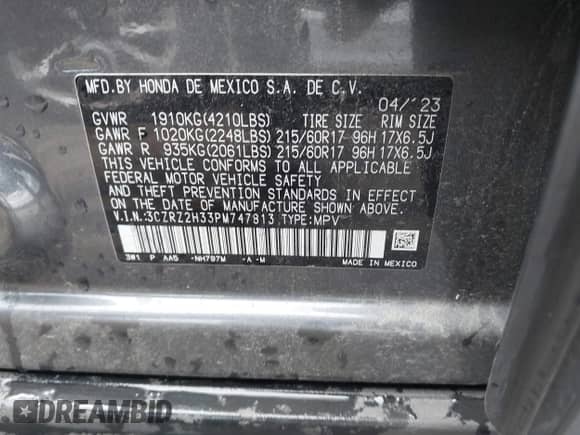 MFD.BY HONDA DE MEXICO S.A. DE C.V.
04/'23
GVWR 1910KG(4210LBS) TIRE SIZE RIM SIZE
GAWR F 1020KG(2248LBS) 215/60R17 96H 17X6.5J
GAWR R 935KG(2061LBS) 215/60R17 96H 17X6.5J
THIS VEHICLE CONFORMS TO ALL APPLICABLE
FEDERAL MOTOR VEHICLE SAFETY
AND THEFT PREVENTION STANDARDS IN EFFECT
ON THE DATE OF MANUFACTURE SHOWN ABOVE.
V.I.N.:3CZRZ2H33PM747813 TYPE:MPV
3W1 P AA5 -NH797M -A -M
MADE IN MEXICO
DREAMBID